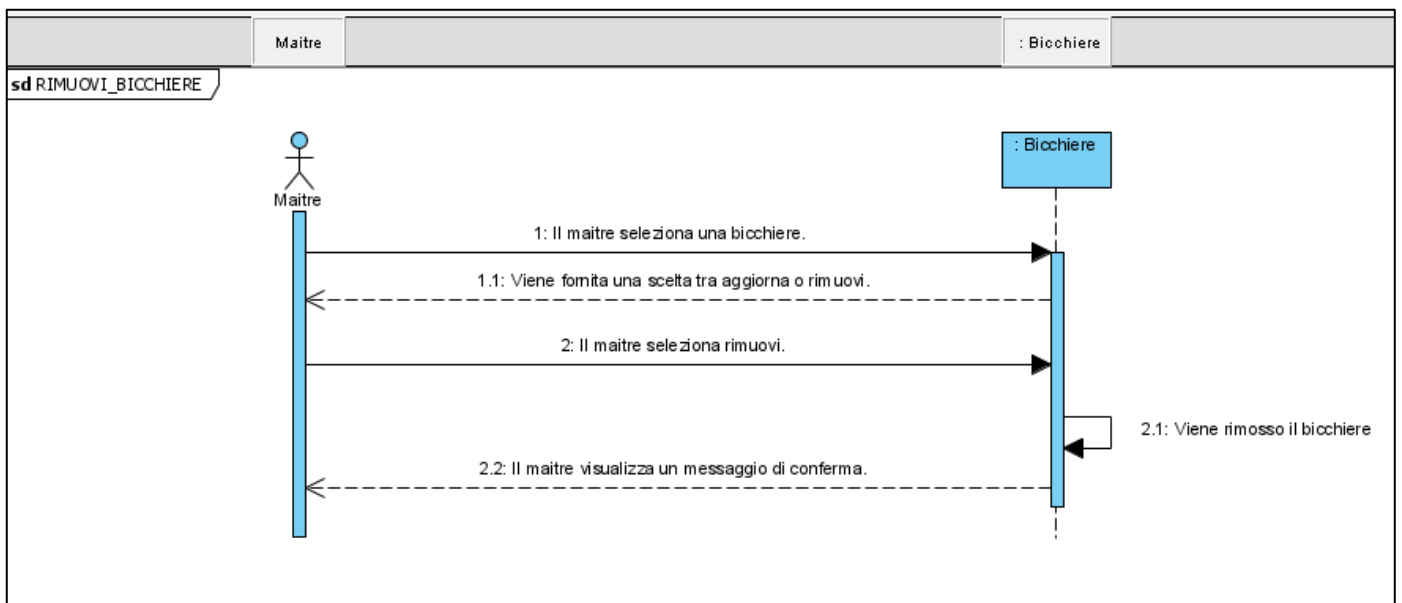 Maitre
: Bicchiere
sd RIMUOVI_BICCHIERE
Maitre
: Bicchiere
1: Il maitre seleziona una bicchiere.
1.1: Viene fornita una scelta tra aggiorna o rimuovi.
2: Il maitre seleziona rimuovi.
2.1: Viene rimosso il bicchiere
2.2: Il maitre visualizza un messaggio di conferma.